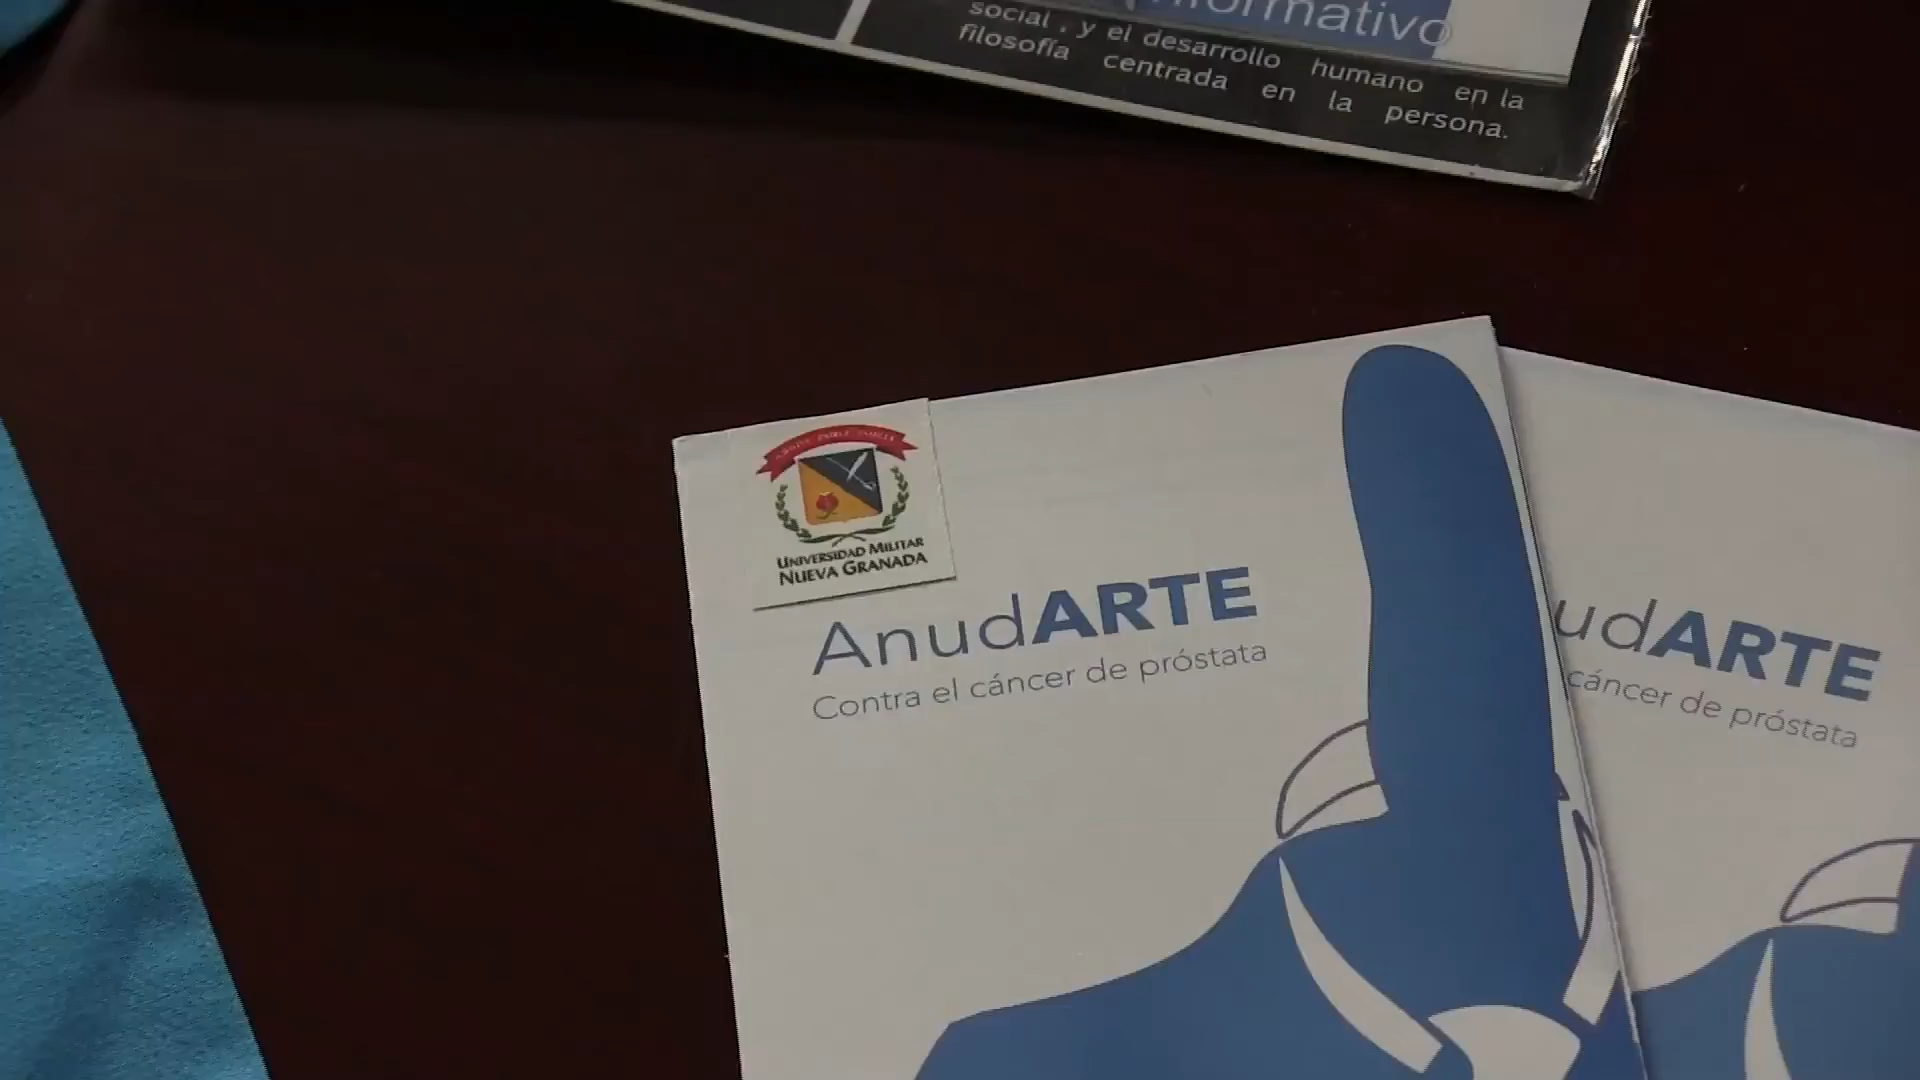 social , y el desarrollo humano en la
filosofía centrada en la persona.
UNIVERSIDAD MILITAR
NUEVA GRANADA
AnudARTE
Contra el cáncer de próstata
udARTE
cáncer de próstata